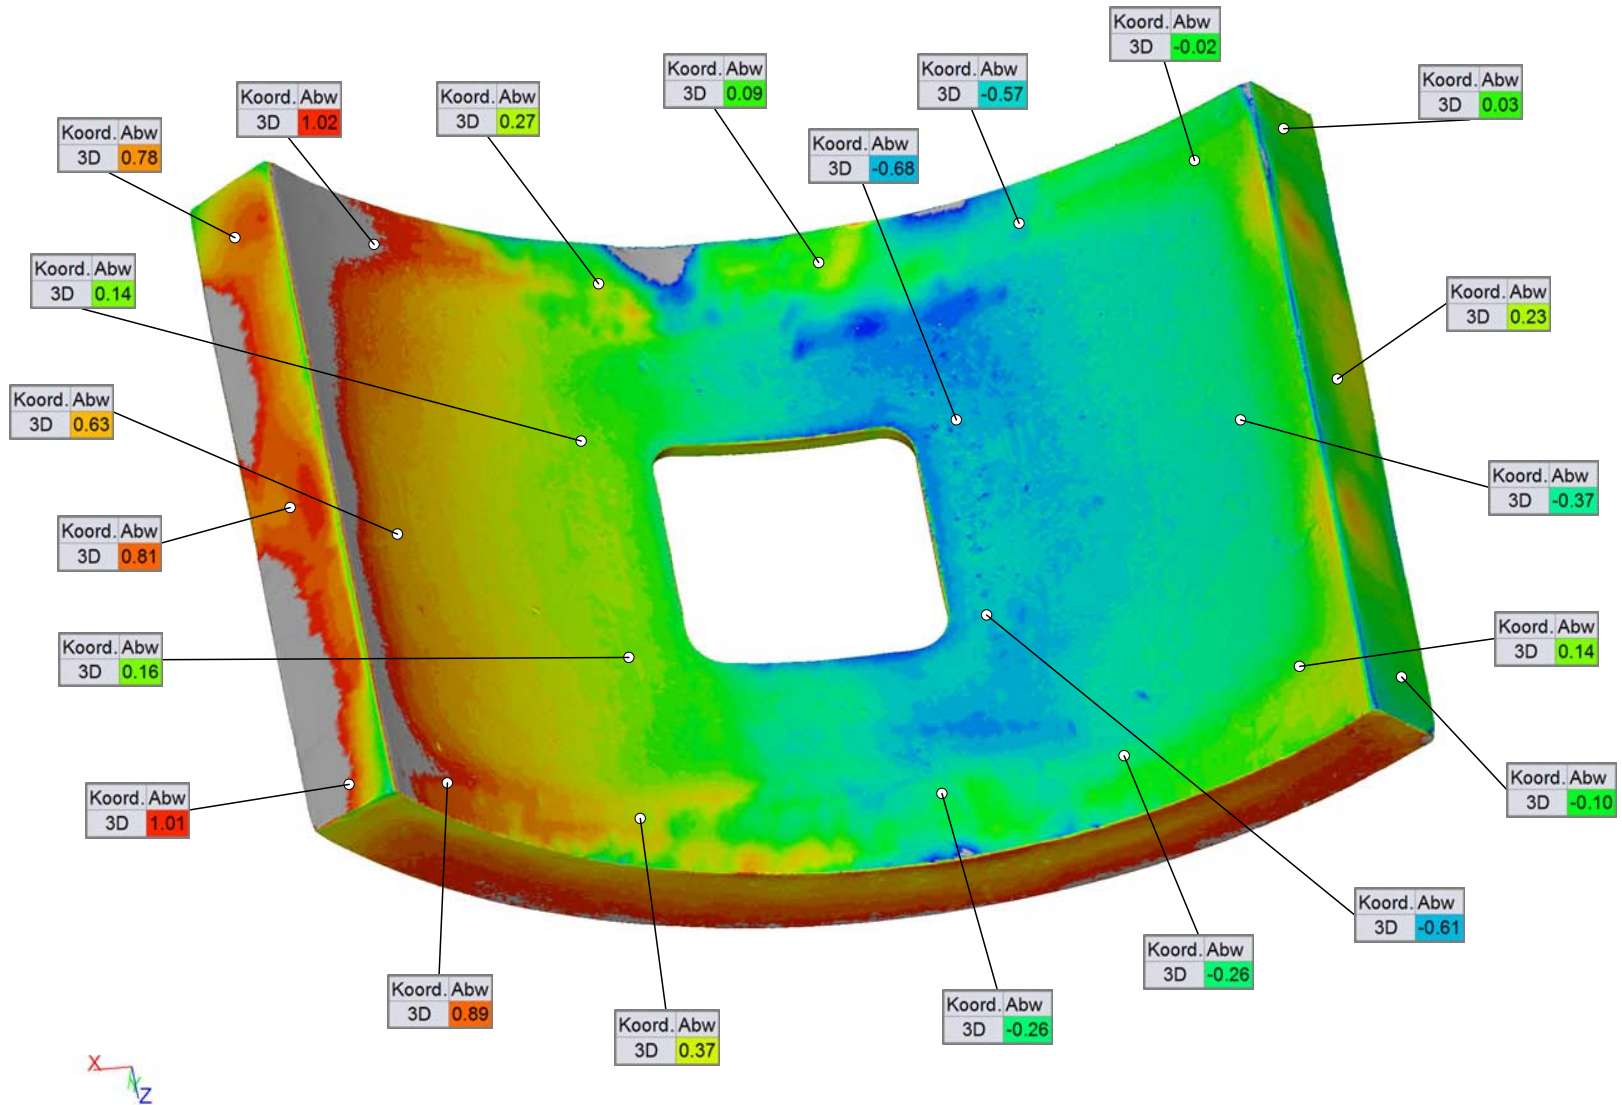 Koord. Abw
3D -0.02
Koord. Abw
3D 0.09
Koord. Abw
3D -0.57
Koord. Abw
3D 0.03
Koord. Abw
3D 1.02
Koord. Abw
3D 0.27
Koord. Abw
3D 0.78
Koord. Abw
3D -0.68
Koord. Abw
3D 0.14
Koord. Abw
3D 0.23
Koord. Abw
3D 0.63
Koord. Abw
3D -0.37
Koord. Abw
3D 0.81
Koord. Abw
3D 0.16
Koord. Abw
3D 0.14
Koord. Abw
3D -0.10
Koord. Abw
3D 1.01
Koord. Abw
3D -0.61
Koord. Abw
3D -0.26
Koord. Abw
3D 0.89
Koord. Abw
3D -0.26
Koord. Abw
3D 0.37
X
Y
Z